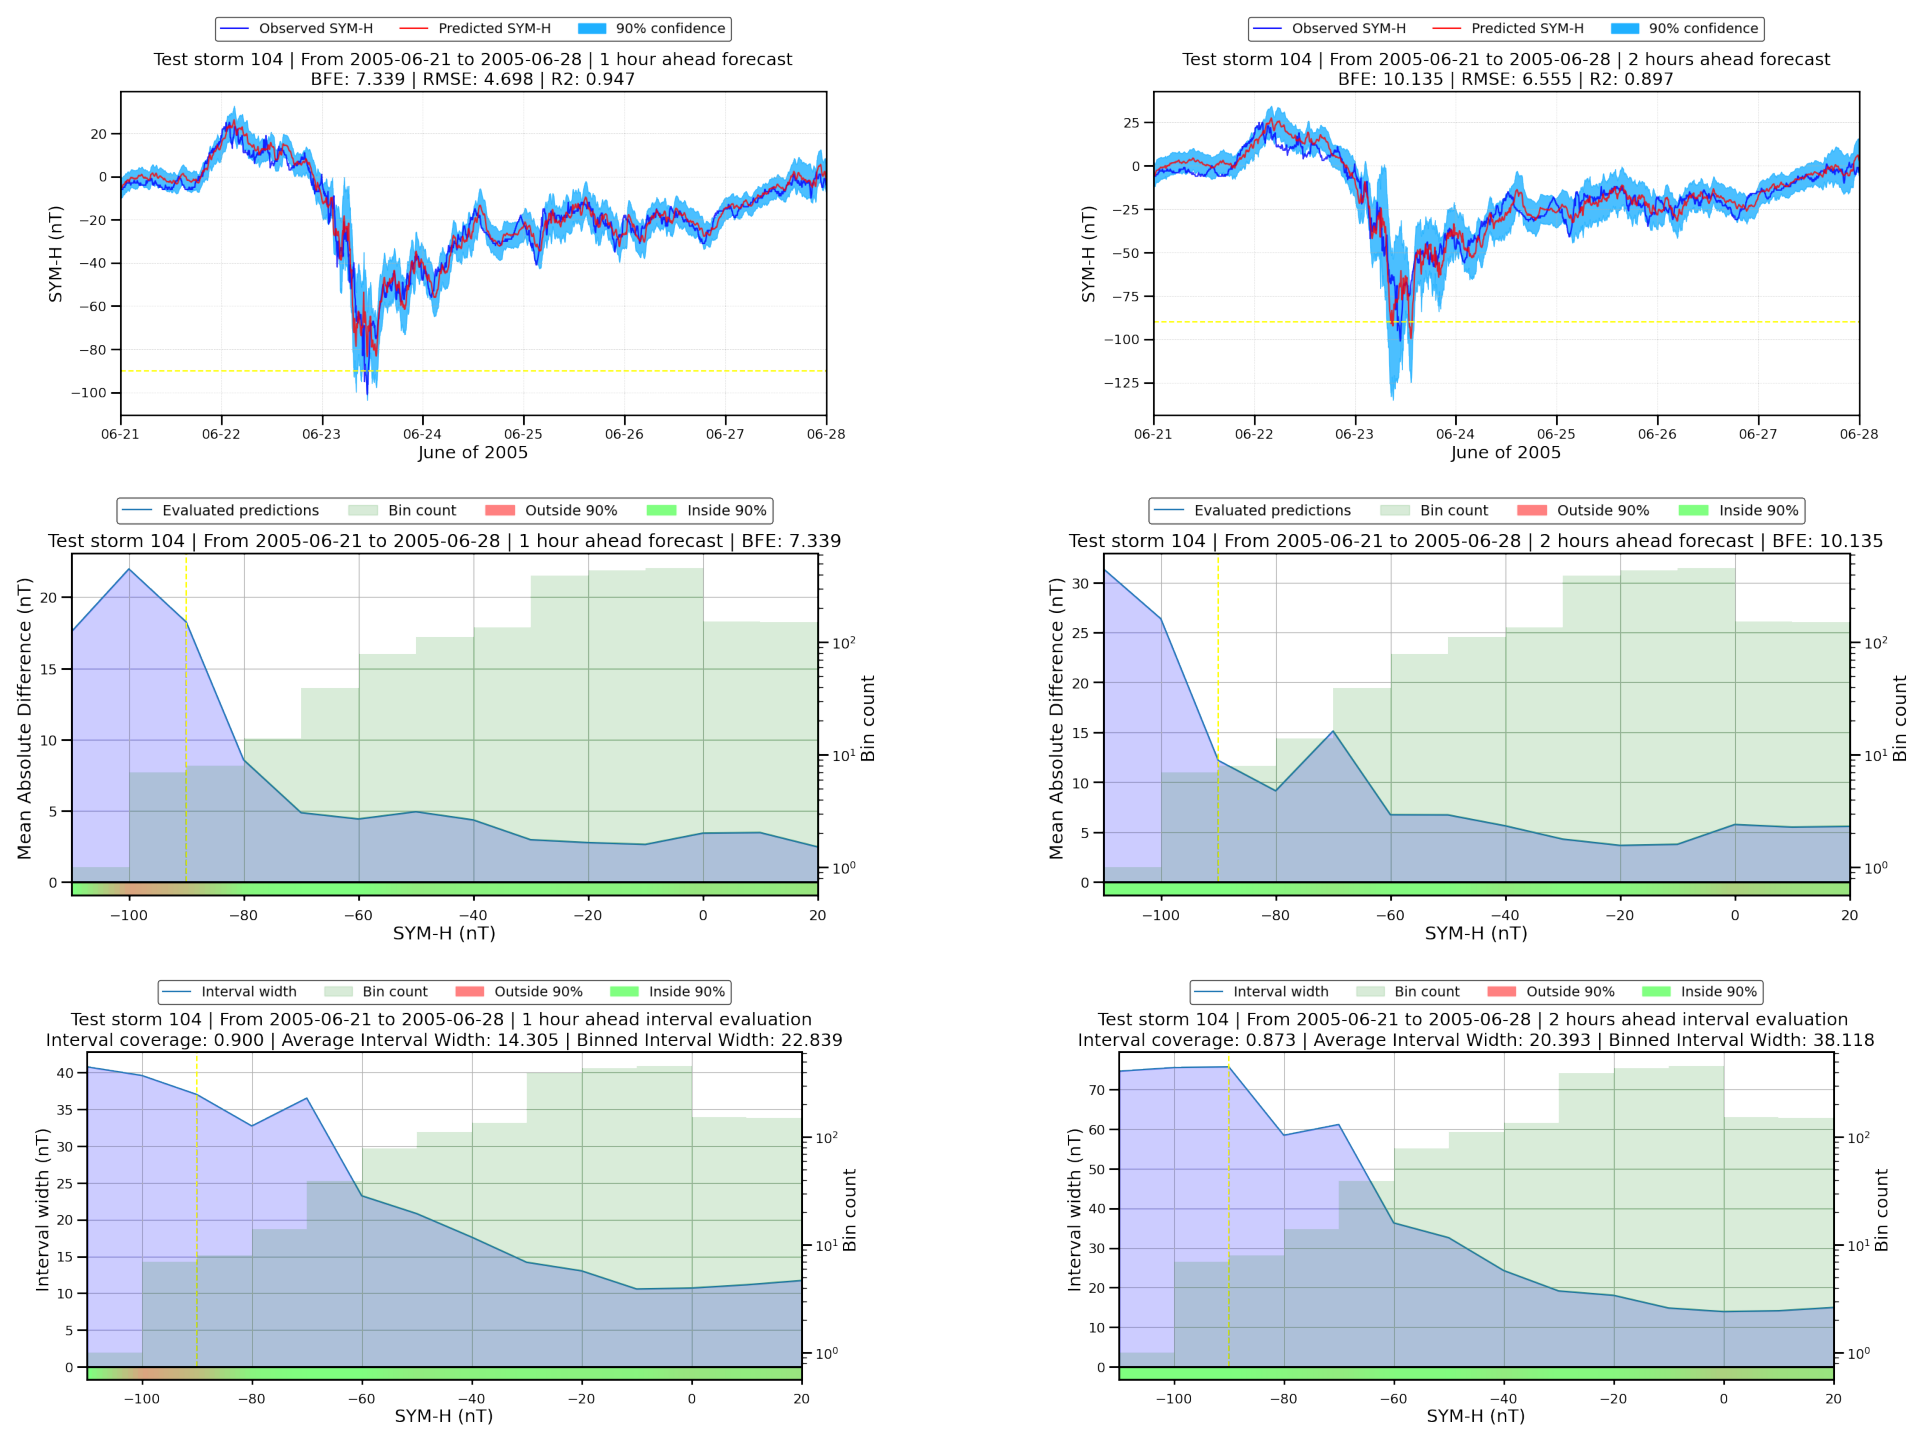 Observed SYM-H  Predicted SYM-H  90% confidence
Test storm 104 | From 2005-06-21 to 2005-06-28 | 1 hour ahead forecast
BFE: 7.339 | RMSE: 4.698 | R2: 0.947
SYM-H (nT)
20
0
−20
−40
−60
−80
−100
06-21 06-22 06-23 06-24 06-25 06-26 06-27 06-28
June of 2005
Observed SYM-H  Predicted SYM-H  90% confidence
Test storm 104 | From 2005-06-21 to 2005-06-28 | 2 hours ahead forecast
BFE: 10.135 | RMSE: 6.555 | R2: 0.897
SYM-H (nT)
25
0
−25
−50
−75
−100
−125
06-21 06-22 06-23 06-24 06-25 06-26 06-27 06-28
June of 2005
Evaluated predictions  Bin count  Outside 90%  Inside 90%
Test storm 104 | From 2005-06-21 to 2005-06-28 | 1 hour ahead forecast | BFE: 7.339
Mean Absolute Difference (nT)
20
15
10
5
0
10²
10¹
10⁰
Bin count
−100 −80 −60 −40 −20 0 20
SYM-H (nT)
Evaluated predictions  Bin count  Outside 90%  Inside 90%
Test storm 104 | From 2005-06-21 to 2005-06-28 | 2 hours ahead forecast | BFE: 10.135
Mean Absolute Difference (nT)
30
25
20
15
10
5
0
10²
10¹
10⁰
Bin count
−100 −80 −60 −40 −20 0 20
SYM-H (nT)
Interval width  Bin count  Outside 90%  Inside 90%
Test storm 104 | From 2005-06-21 to 2005-06-28 | 1 hour ahead interval evaluation
Interval coverage: 0.900 | Average Interval Width: 14.305 | Binned Interval Width: 22.839
Interval width (nT)
40
35
30
25
20
15
10
5
0
10²
10¹
10⁰
Bin count
−100 −80 −60 −40 −20 0 20
SYM-H (nT)
Interval width  Bin count  Outside 90%  Inside 90%
Test storm 104 | From 2005-06-21 to 2005-06-28 | 2 hours ahead interval evaluation
Interval coverage: 0.873 | Average Interval Width: 20.393 | Binned Interval Width: 38.118
Interval width (nT)
70
60
50
40
30
20
10
0
10²
10¹
10⁰
Bin count
−100 −80 −60 −40 −20 0 20
SYM-H (nT)